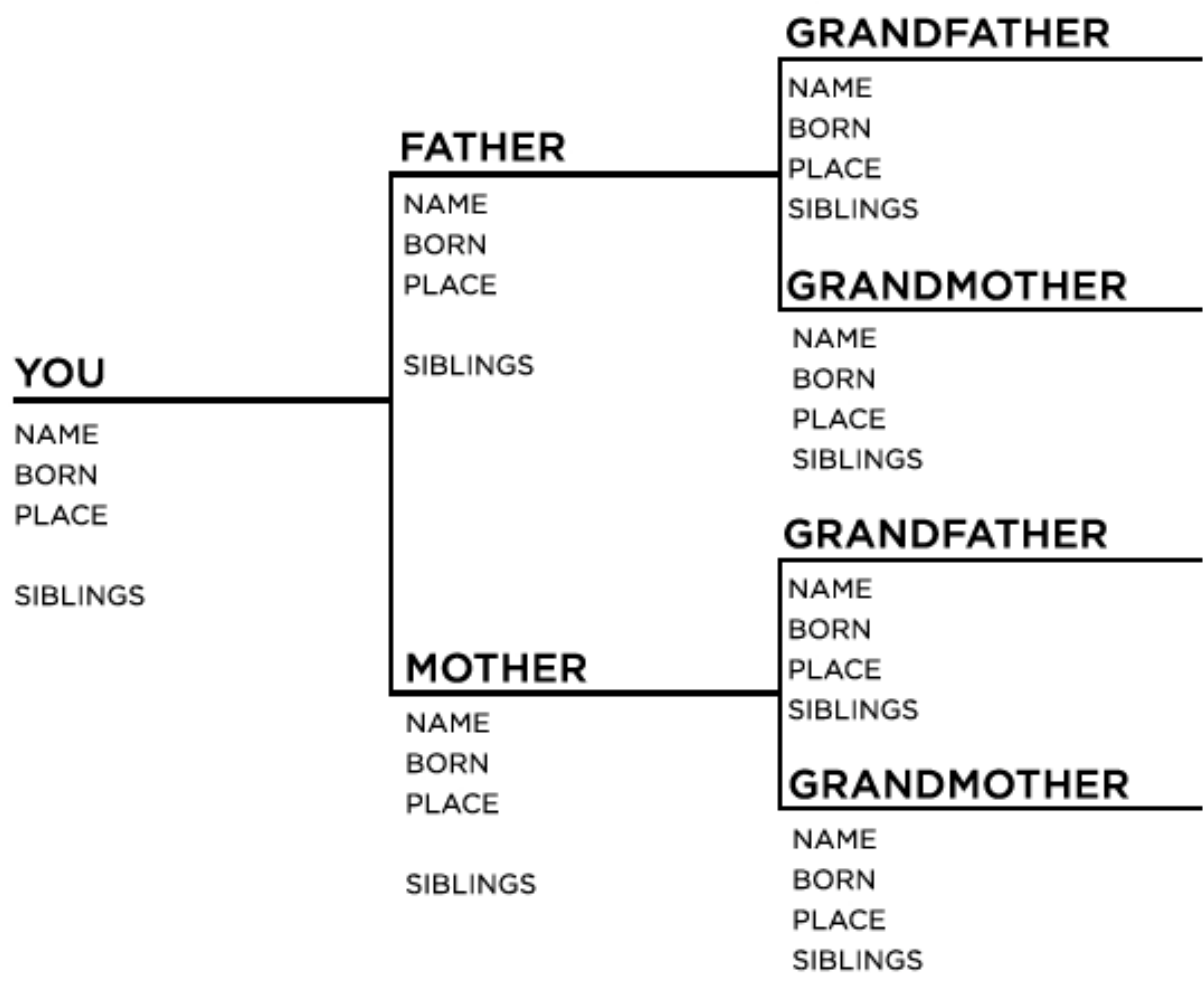 YOU
NAME
BORN
PLACE
SIBLINGS
FATHER
NAME
BORN
PLACE
SIBLINGS
MOTHER
NAME
BORN
PLACE
SIBLINGS
GRANDFATHER
NAME
BORN
PLACE
SIBLINGS
GRANDMOTHER
NAME
BORN
PLACE
SIBLINGS
GRANDFATHER
NAME
BORN
PLACE
SIBLINGS
GRANDMOTHER
NAME
BORN
PLACE
SIBLINGS